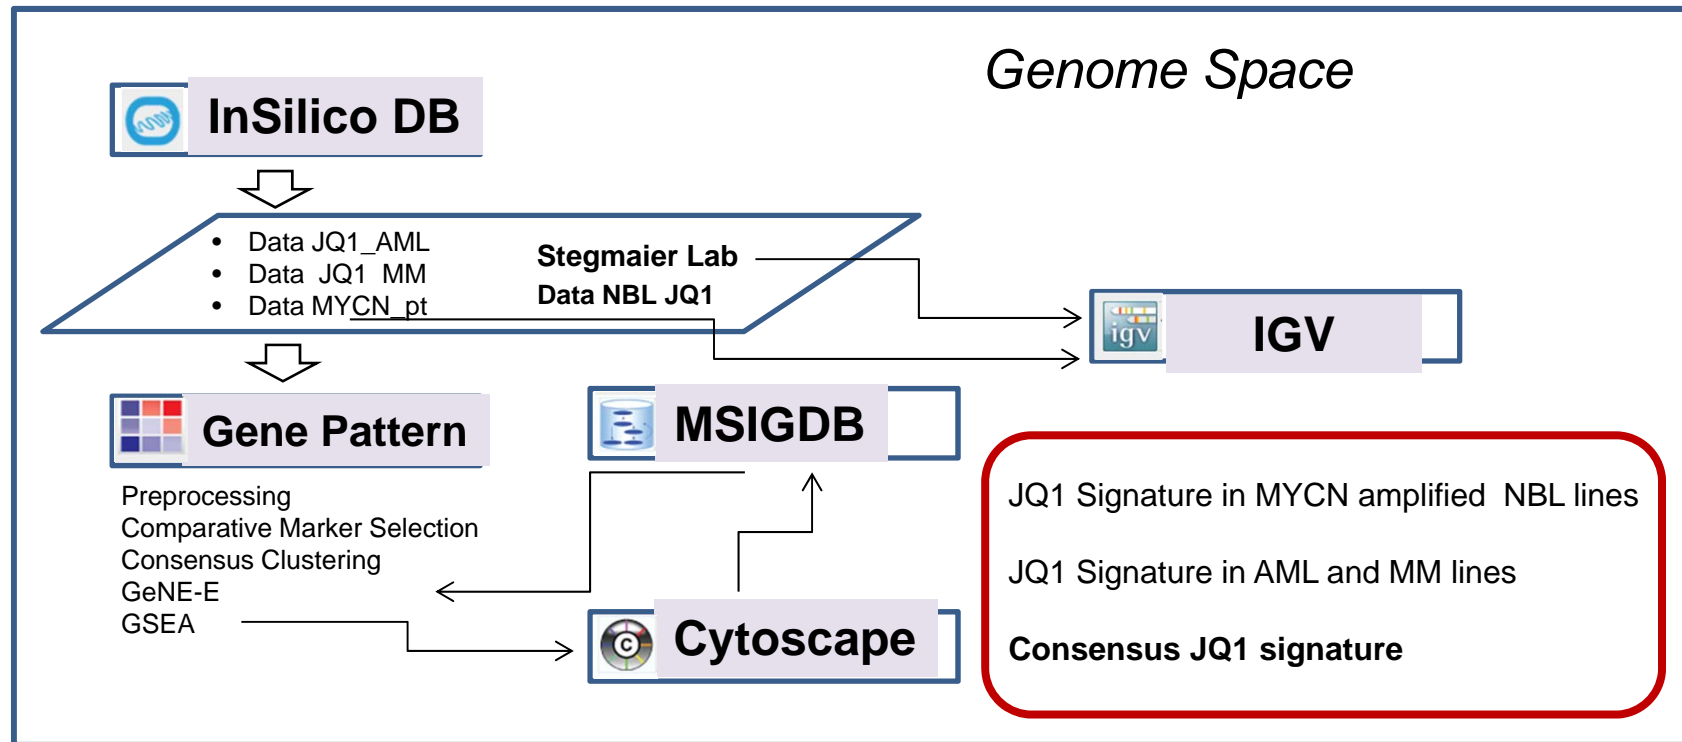 Genome Space
InSilico DB
• Data JQ1_AML
• Data JQ1 MM
• Data MYCN_pt
Stegmaier Lab
Data NBL JQ1
igv
IGV
Gene Pattern
MSIGDB
Preprocessing
Comparative Marker Selection
Consensus Clustering
GeNE-E
GSEA
C
Cytoscape
JQ1 Signature in MYCN amplified NBL lines
JQ1 Signature in AML and MM lines
Consensus JQ1 signature